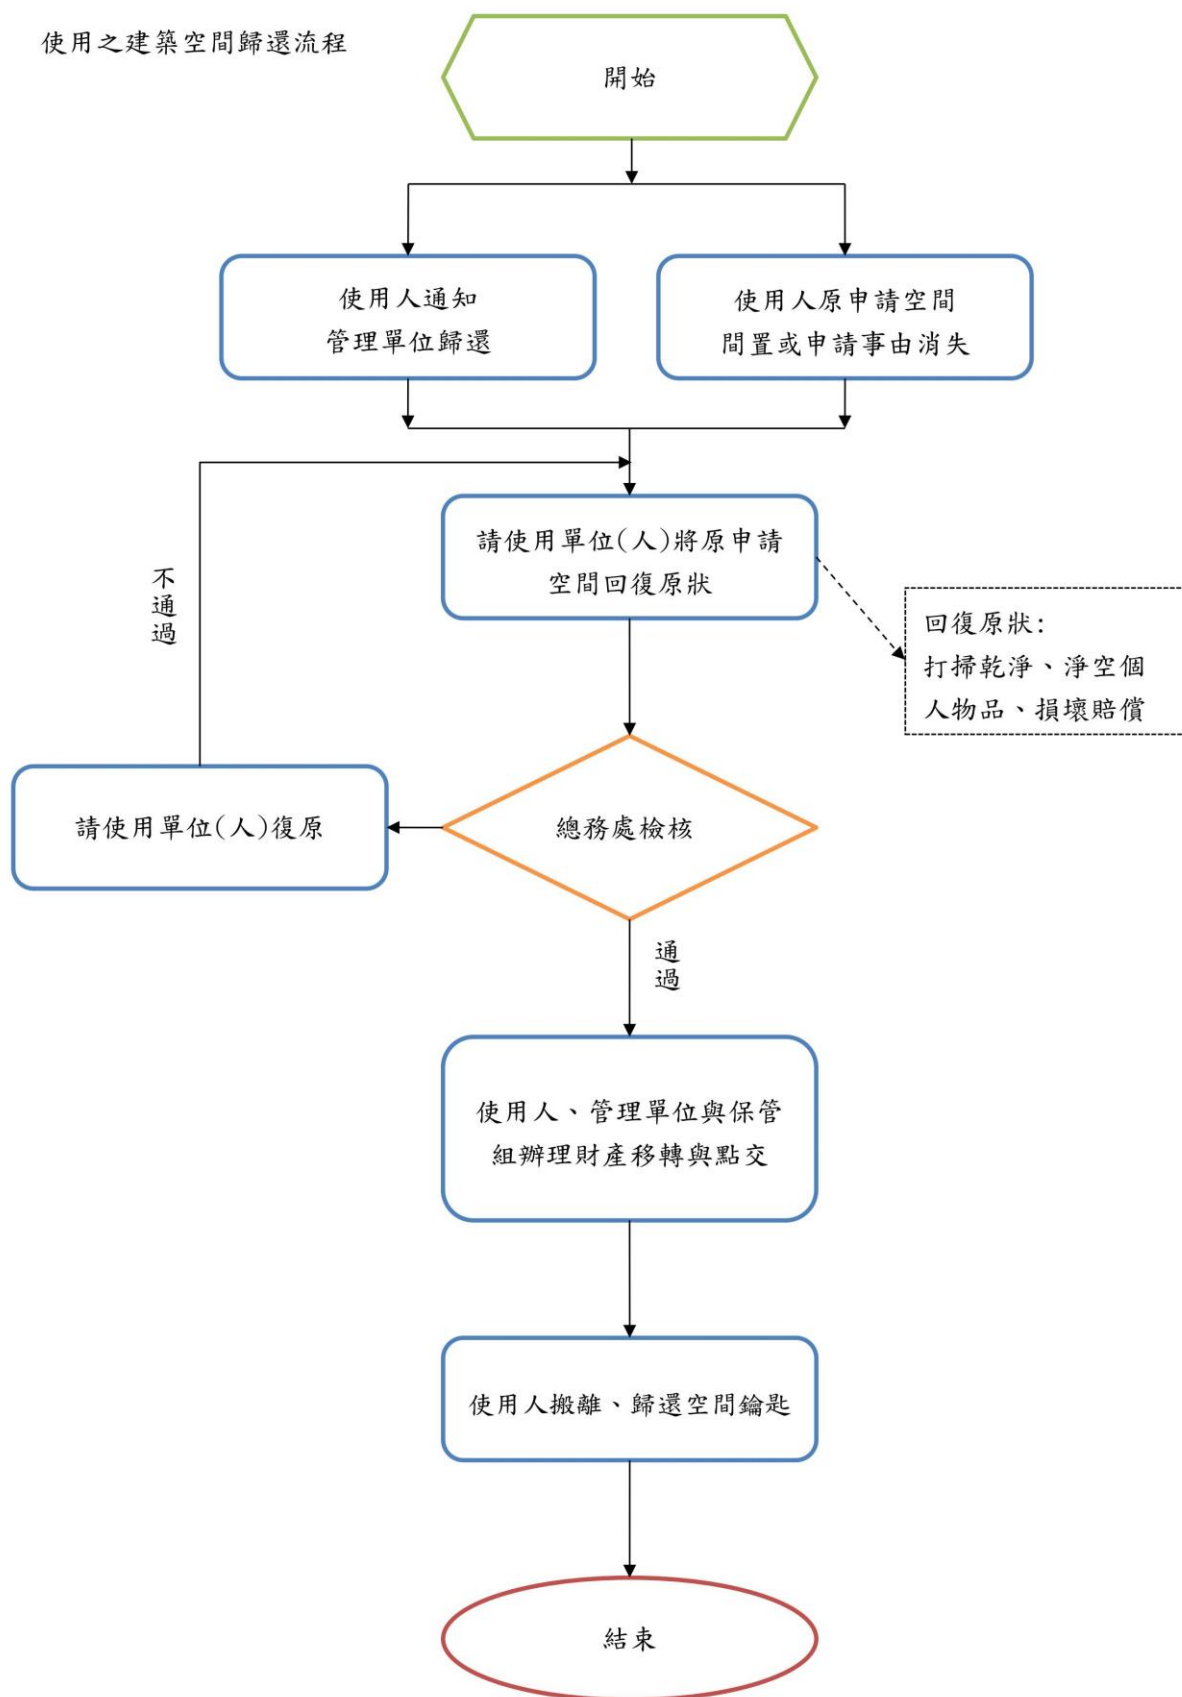 使用之建築空間歸還流程
開始
使用人通知
管理單位歸還
使用人原申請空間
間置或申請事由消失
請使用單位(人)將原申請
空間回復原狀
不通過
回復原狀:
打掃乾淨、淨空個
人物品、損壞賠償
請使用單位(人)復原
總務處檢核
通過
使用人、管理單位與保管
組辦理財產移轉與點交
使用人搬離、歸還空間鑰匙
結束